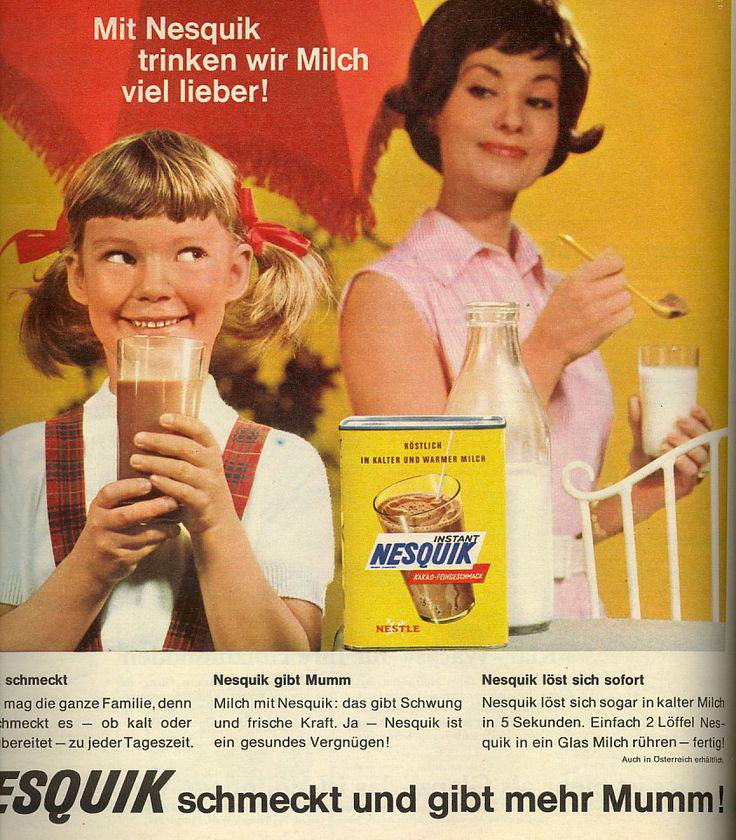 Mit Nesquik
trinken wir Milch
viel lieber!
KÖSTLICH
IN KALTER UND WARMER MILCH
INSTANT
NESQUIK
KAKAO-FEINGESCHMACK
NESTLE
schmeckt
mag die ganze Familie, denn
chmeckt es — ob kalt oder
bereitet — zu jeder Tageszeit.
Nesquik gibt Mumm
Milch mit Nesquik: das gibt Schwung
und frische Kraft. Ja — Nesquik ist
ein gesundes Vergnügen!
Nesquik löst sich sofort
Nesquik löst sich sogar in kalter Milch
in 5 Sekunden. Einfach 2 Löffel Nes-
quik in ein Glas Milch rühren — fertig!
Auch in Österreich erhältlich
ESQUIK schmeckt und gibt mehr Mumm!